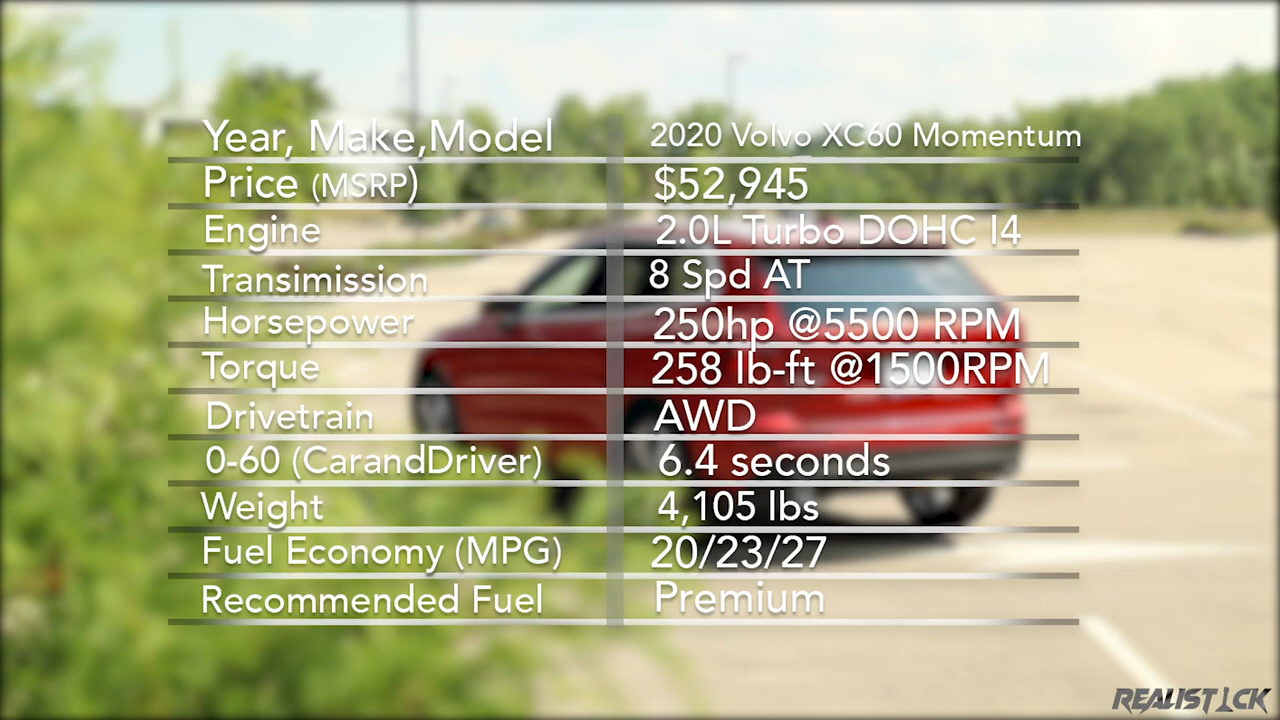 Year, Make,Model 2020 Volvo XC60 Momentum
Price (MSRP) $52,945
Engine 2.0L Turbo DOHC I4
Transimission 8 Spd AT
Horsepower 250hp @5500 RPM
Torque 258 lb-ft @1500RPM
Drivetrain AWD
0-60 (CarandDriver) 6.4 seconds
Weight 4,105 lbs
Fuel Economy (MPG) 20/23/27
Recommended Fuel Premium
REALISTICK